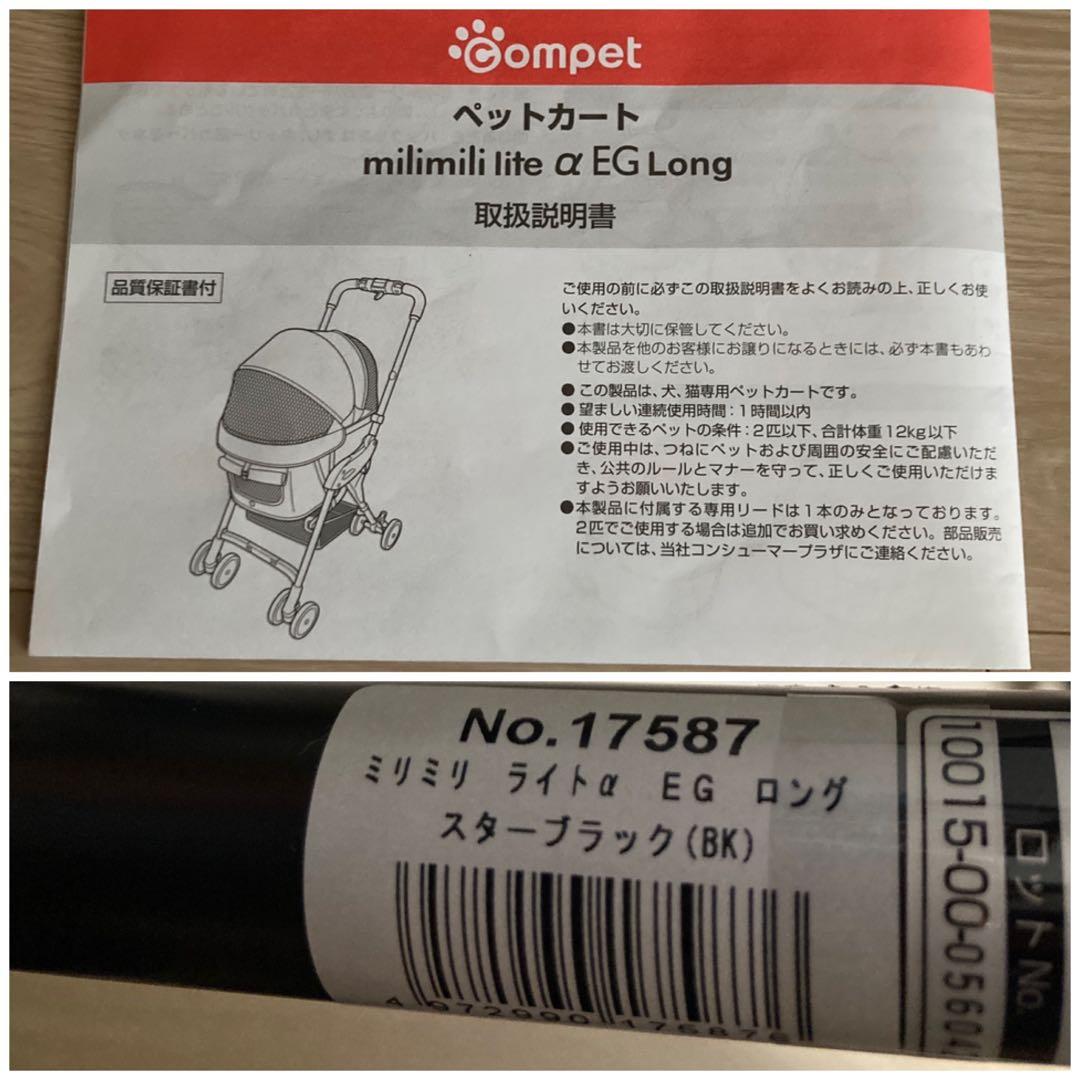 Compet
ペットカート
milimili lite α EG Long
取扱説明書
品質保証書付
ご使用の前に必ずこの取扱説明書をよくお読みの上、正しくお使
いください。
●本書は大切に保管してください。
●本製品を他のお客様にお譲りになるときには、必ず本書もあわ
せてお渡しください。
● この製品は、犬、猫専用ペットカートです。
● 望ましい連続使用時間：1時間以内
● 使用できるペットの条件：2匹以下、合計体重12kg以下
●ご使用中は、つねにペットおよび周囲の安全にご配慮いただ
き、公共のルールとマナーを守って、正しくご使用いただけま
すようお願いいたします。
●本製品に付属する専用リードは1本のみとなっております。
2匹でご使用する場合は追加でお買い求めください。部品販売
については、当社コンシューマープラザにご連絡ください。
No.17587
ミリミリ ライトα EG ロング
スターブラック(BK)
4 972990 175876
ロットNo.
10015-00-05604